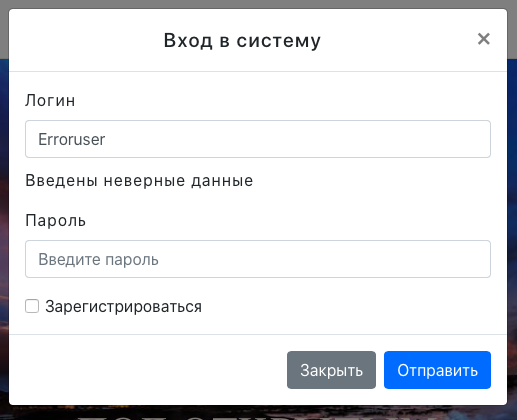 Вход в систему
×
Логин
Erroruser
Введены неверные данные
Пароль
Введите пароль
Зарегистрироваться
Закрыть
Отправить